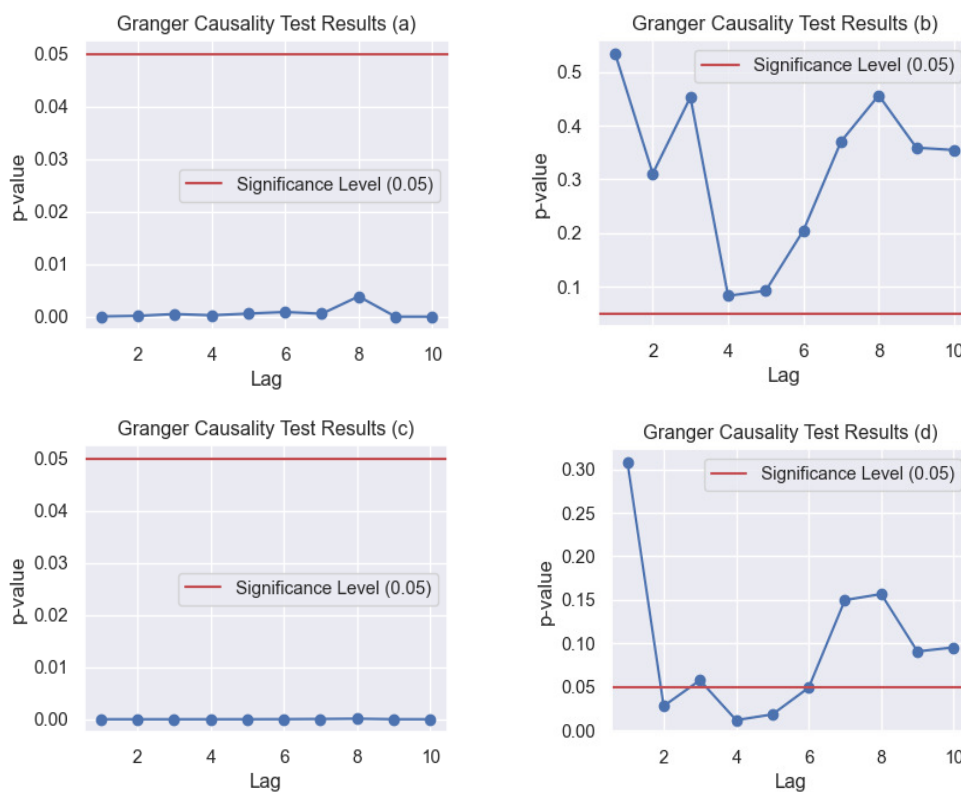 Granger Causality Test Results (a)
0.05
0.04
0.03
0.02
0.01
0.00
p-value
Significance Level (0.05)
2 4 6 8 10
Lag
Granger Causality Test Results (b)
0.5
0.4
0.3
0.2
0.1
p-value
Significance Level (0.05)
2 4 6 8 10
Lag
Granger Causality Test Results (c)
0.05
0.04
0.03
0.02
0.01
0.00
p-value
Significance Level (0.05)
2 4 6 8 10
Lag
Granger Causality Test Results (d)
0.30
0.25
0.20
0.15
0.10
0.05
0.00
p-value
Significance Level (0.05)
2 4 6 8 10
Lag